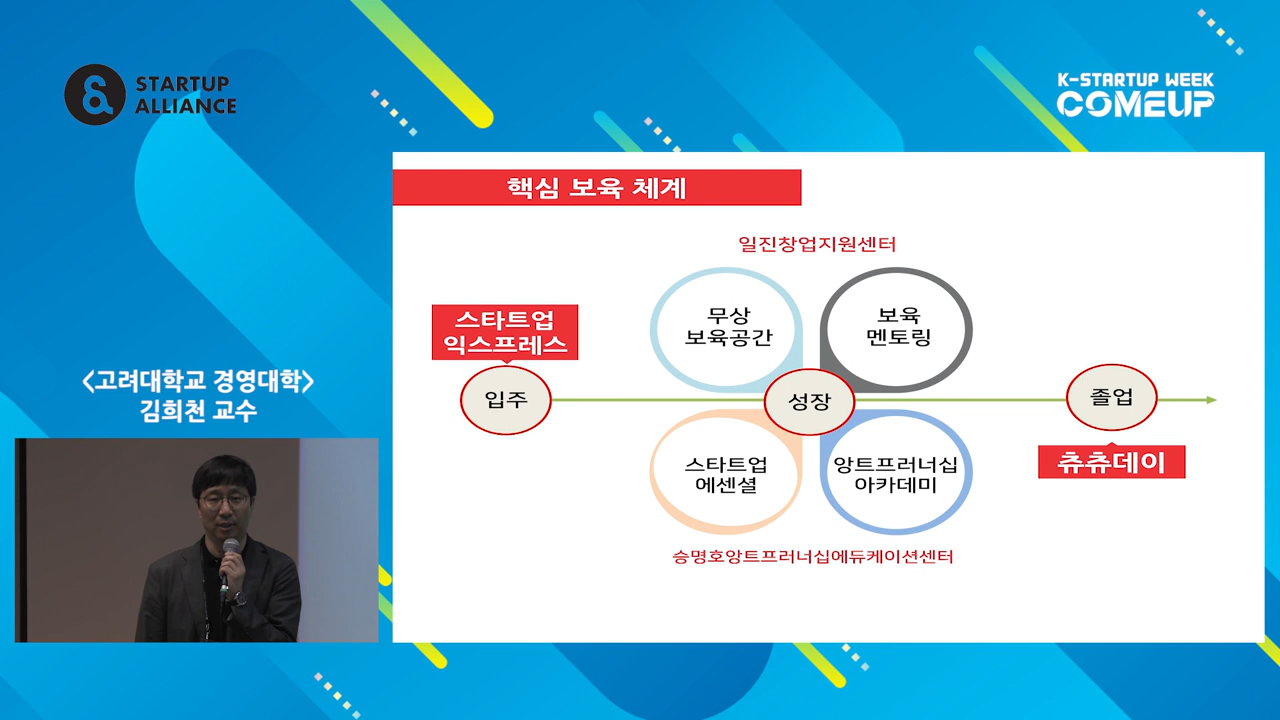 STARTUP
ALLIANCE
K-STARTUP WEEK
COMEUP
핵심 보육 체계
일진창업지원센터
스타트업
익스프레스
무상
보육공간
보육
멘토링
입주
성장
졸업
츄츄데이
스타트업
에센셜
앙트프러너십
아카데미
승명호앙트프러너십에듀케이션센터
<고려대학교 경영대학>
김희천 교수